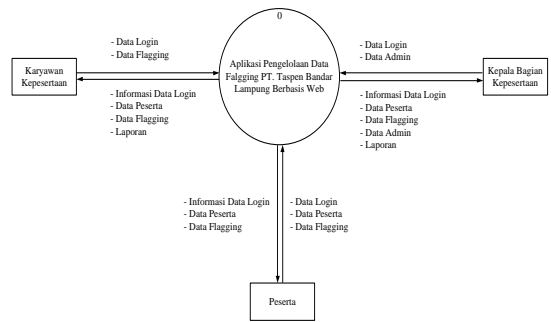 0
- Data Login
- Data Flagging
- Data Login
- Data Admin
Karyawan
Kepesertaan
Aplikasi Pengelolaan Data
Falgging PT. Taspen Bandar
Lampung Berbasis Web
Kepala Bagian
Kepesertaan
- Informasi Data Login
- Data Peserta
- Data Flagging
- Laporan
- Informasi Data Login
- Data Peserta
- Data Flagging
- Data Admin
- Laporan
- Informasi Data Login
- Data Peserta
- Data Flagging
- Data Login
- Data Peserta
- Data Flagging
Peserta